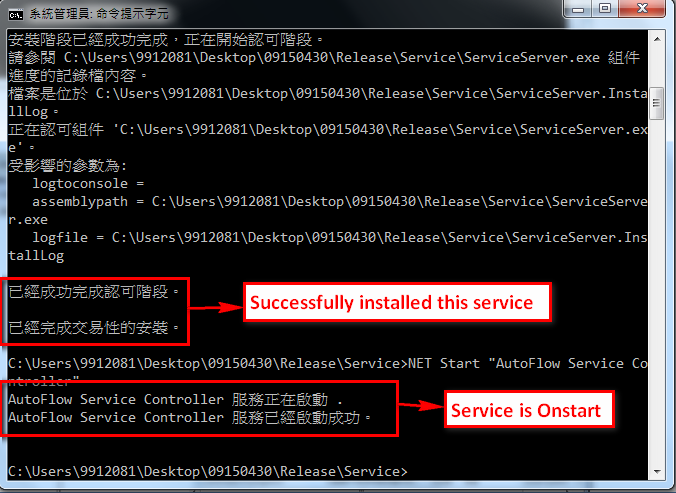 系統管理員: 命令提示字元
安裝階段已經成功完成，正在開始認可階段。
請參閱 C:\Users\9912081\Desktop\09150430\Release\Service\ServiceServer.exe 組件
進度的記錄檔內容。
檔案是位於 C:\Users\9912081\Desktop\09150430\Release\Service\ServiceServer.Insta
llLog。
正在認可組件 'C:\Users\9912081\Desktop\09150430\Release\Service\ServiceServer.ex
e'。
受影響的參數為:
logtoconsole =
assemblypath = C:\Users\9912081\Desktop\09150430\Release\Service\ServiceServe
r.exe
logfile = C:\Users\9912081\Desktop\09150430\Release\Service\ServiceServer.Ins
tallLog
已經成功完成認可階段。
Successfully installed this service
已經完成交易性的安裝。
C:\Users\9912081\Desktop\09150430\Release\Service>NET Start "AutoFlow Service Co
ntroller"
AutoFlow Service Controller 服務正在啟動 .
AutoFlow Service Controller 服務已經啟動成功。
Service is Onstart
C:\Users\9912081\Desktop\09150430\Release\Service>